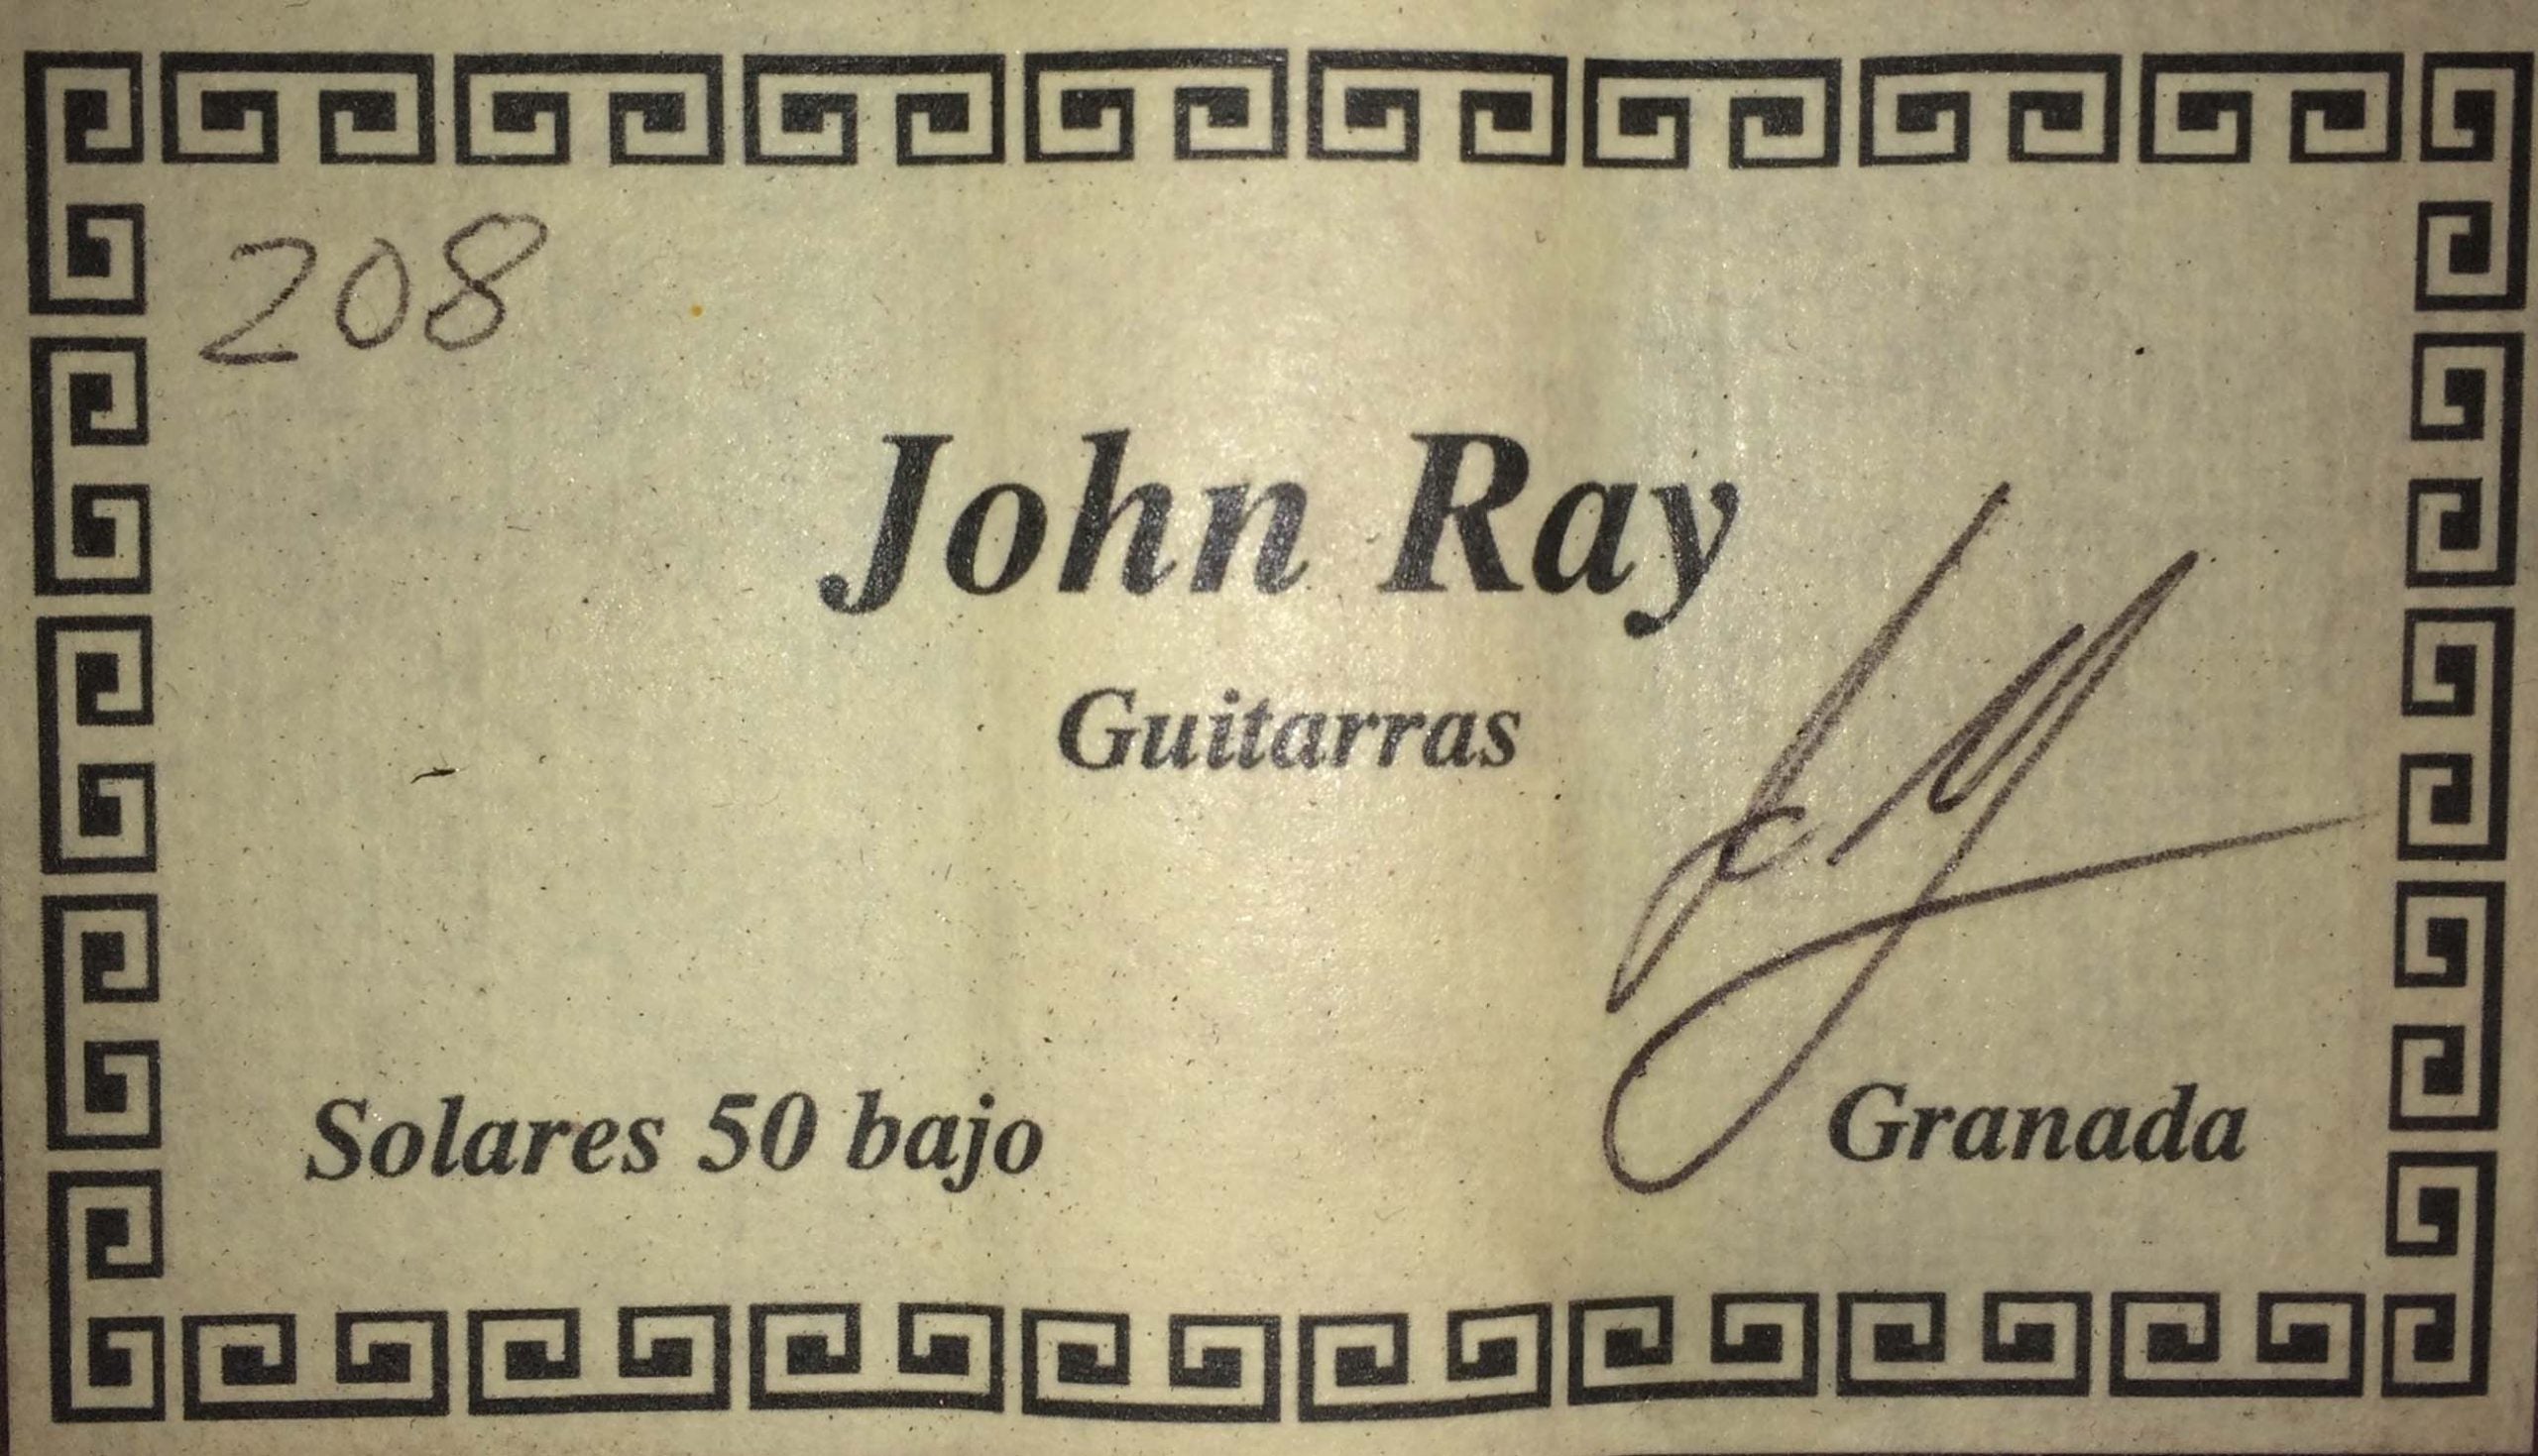 208
John Ray
Guitarras
Solares 50 bajo
Granada